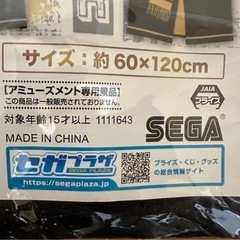 サイズ：約 60×120cm
【アミューズメント専用景品】
この商品は一般販売されておりません。
JAIA
プライズ
対象年齢15才以上 1111643
MADE IN CHINA
SEGA
セガプラザ
SEGA PLAZA
https://segaplaza.jp/
プライズ・くじ・グッズ
の総合情報サイト